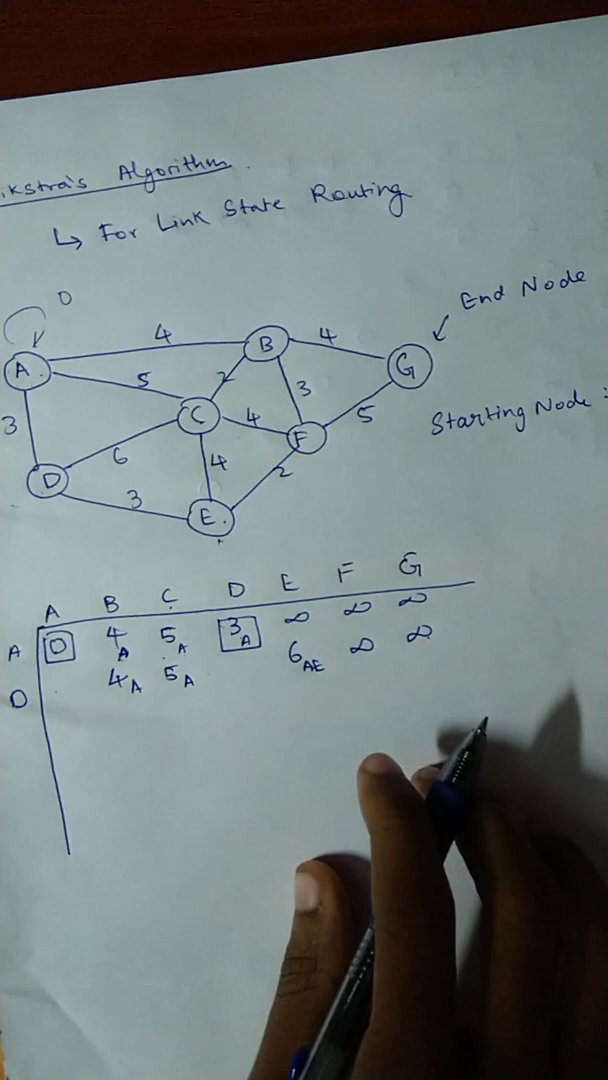 ikstra's Algorithm
↳ For Link State Routing
0
End Node
A 4 B 4 G
5 2 3
Starting Node :
3 C 4 F 5
6 4
D 3 E 2
A B C D E F G
A 0 4A 5A 3A ∞ ∞ ∞
D 4A 5A 6AE ∞ ∞